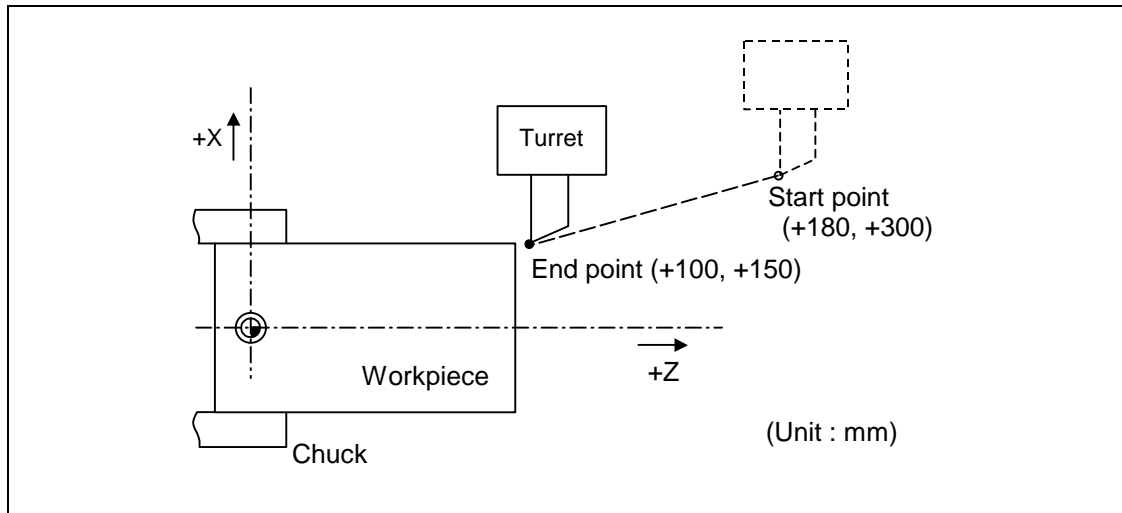 +X
Turret
Start point
(+180, +300)
End point (+100, +150)
Workpiece
+Z
(Unit : mm)
Chuck